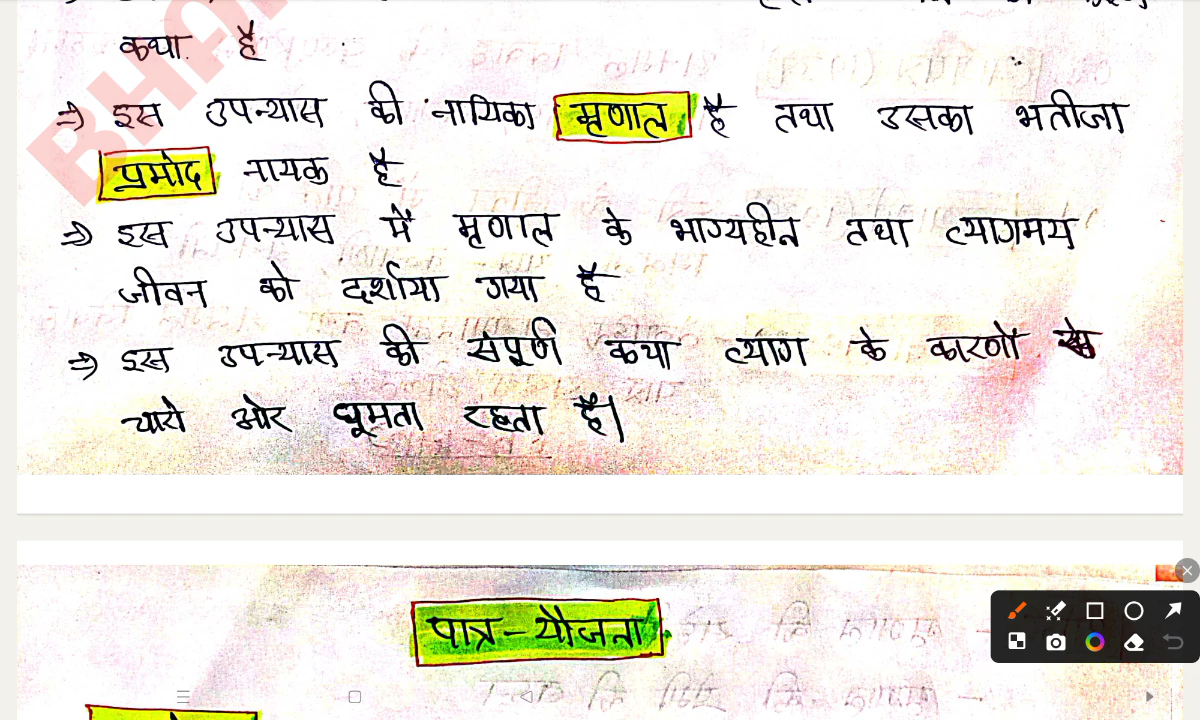 कथा है
⇒ इस उपन्यास की नायिका मृणाल है तथा उसका भतीजा
प्रमोद नायक है
⇒ इस उपन्यास में मृणाल के भाग्यहीन तथा त्यागमय
जीवन को दर्शाया गया है
⇒ इस उपन्यास की संपूर्ण कथा त्याग के कारणों के
चारो ओर घूमता रहता है।
पात्र-यौजना